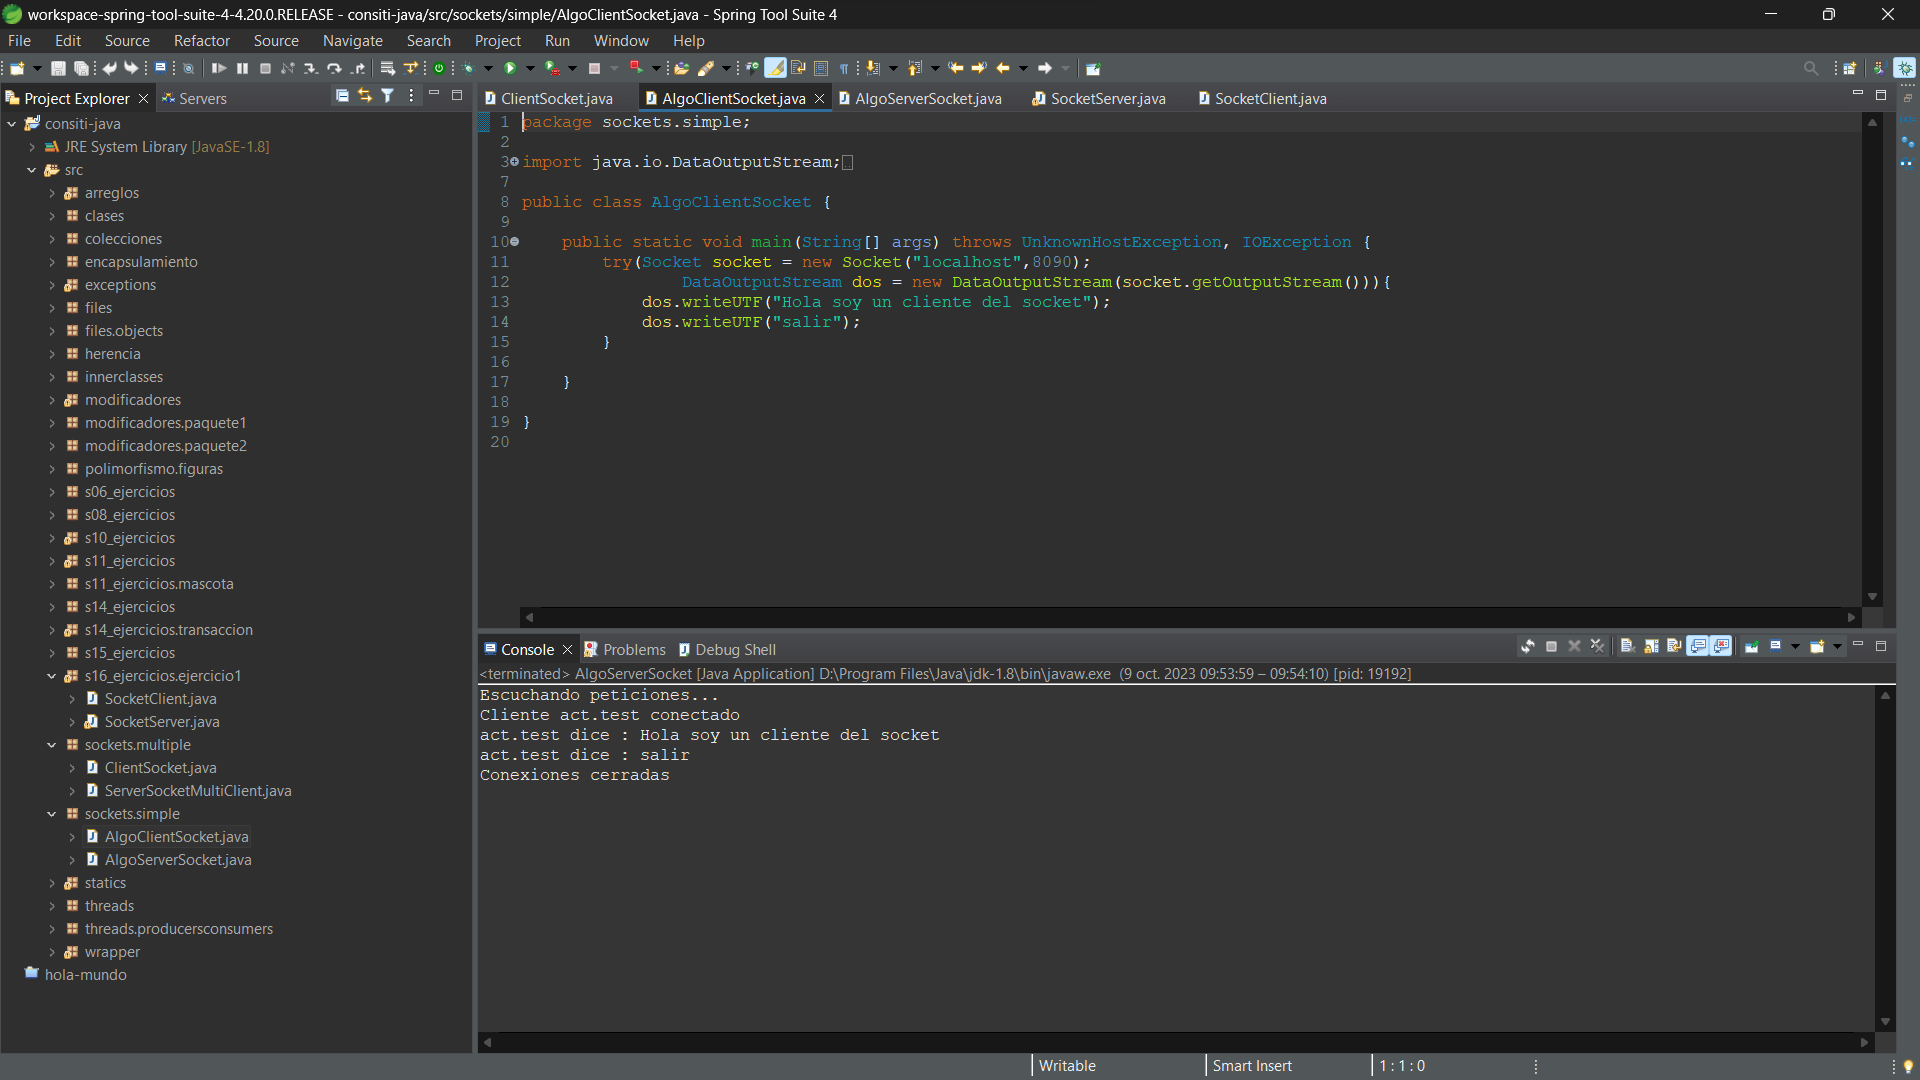 workspace-spring-tool-suite-4-4.20.0.RELEASE - consiti-java/src/sockets/simple/AlgoClientSocket.java - Spring Tool Suite 4
File Edit Source Refactor Source Navigate Search Project Run Window Help
Project Explorer Servers
consiti-java
JRE System Library [JavaSE-1.8]
src
arreglos
clases
colecciones
encapsulamiento
exceptions
files
files.objects
herencia
innerclasses
modificadores
modificadores.paquete1
modificadores.paquete2
polimorfismo.figuras
s06_ejercicios
s08_ejercicios
s10_ejercicios
s11_ejercicios
s11_ejercicios.mascota
s14_ejercicios
s14_ejercicios.transaccion
s15_ejercicios
s16_ejercicios.ejercicio1
SocketClient.java
SocketServer.java
sockets.multiple
ClientSocket.java
ServerSocketMultiClient.java
sockets.simple
AlgoClientSocket.java
AlgoServerSocket.java
statics
threads
threads.producersconsumers
wrapper
hola-mundo
ClientSocket.java AlgoClientSocket.java AlgoServerSocket.java SocketServer.java SocketClient.java
1 package sockets.simple;
2
3 import java.io.DataOutputStream;
7
8 public class AlgoClientSocket {
9
10 public static void main(String[] args) throws UnknownHostException, IOException {
11 try(Socket socket = new Socket("localhost",8090);
12 DataOutputStream dos = new DataOutputStream(socket.getOutputStream())){
13 dos.writeUTF("Hola soy un cliente del socket");
14 dos.writeUTF("salir");
15 }
16
17 }
18
19 }
20
Console Problems Debug Shell
<terminated> AlgoServerSocket [Java Application] D:\Program Files\Java\jdk-1.8\bin\javaw.exe (9 oct. 2023 09:53:59 – 09:54:10) [pid: 19192]
Escuchando peticiones...
Cliente act.test conectado
act.test dice : Hola soy un cliente del socket
act.test dice : salir
Conexiones cerradas
Writable Smart Insert 1 : 1 : 0